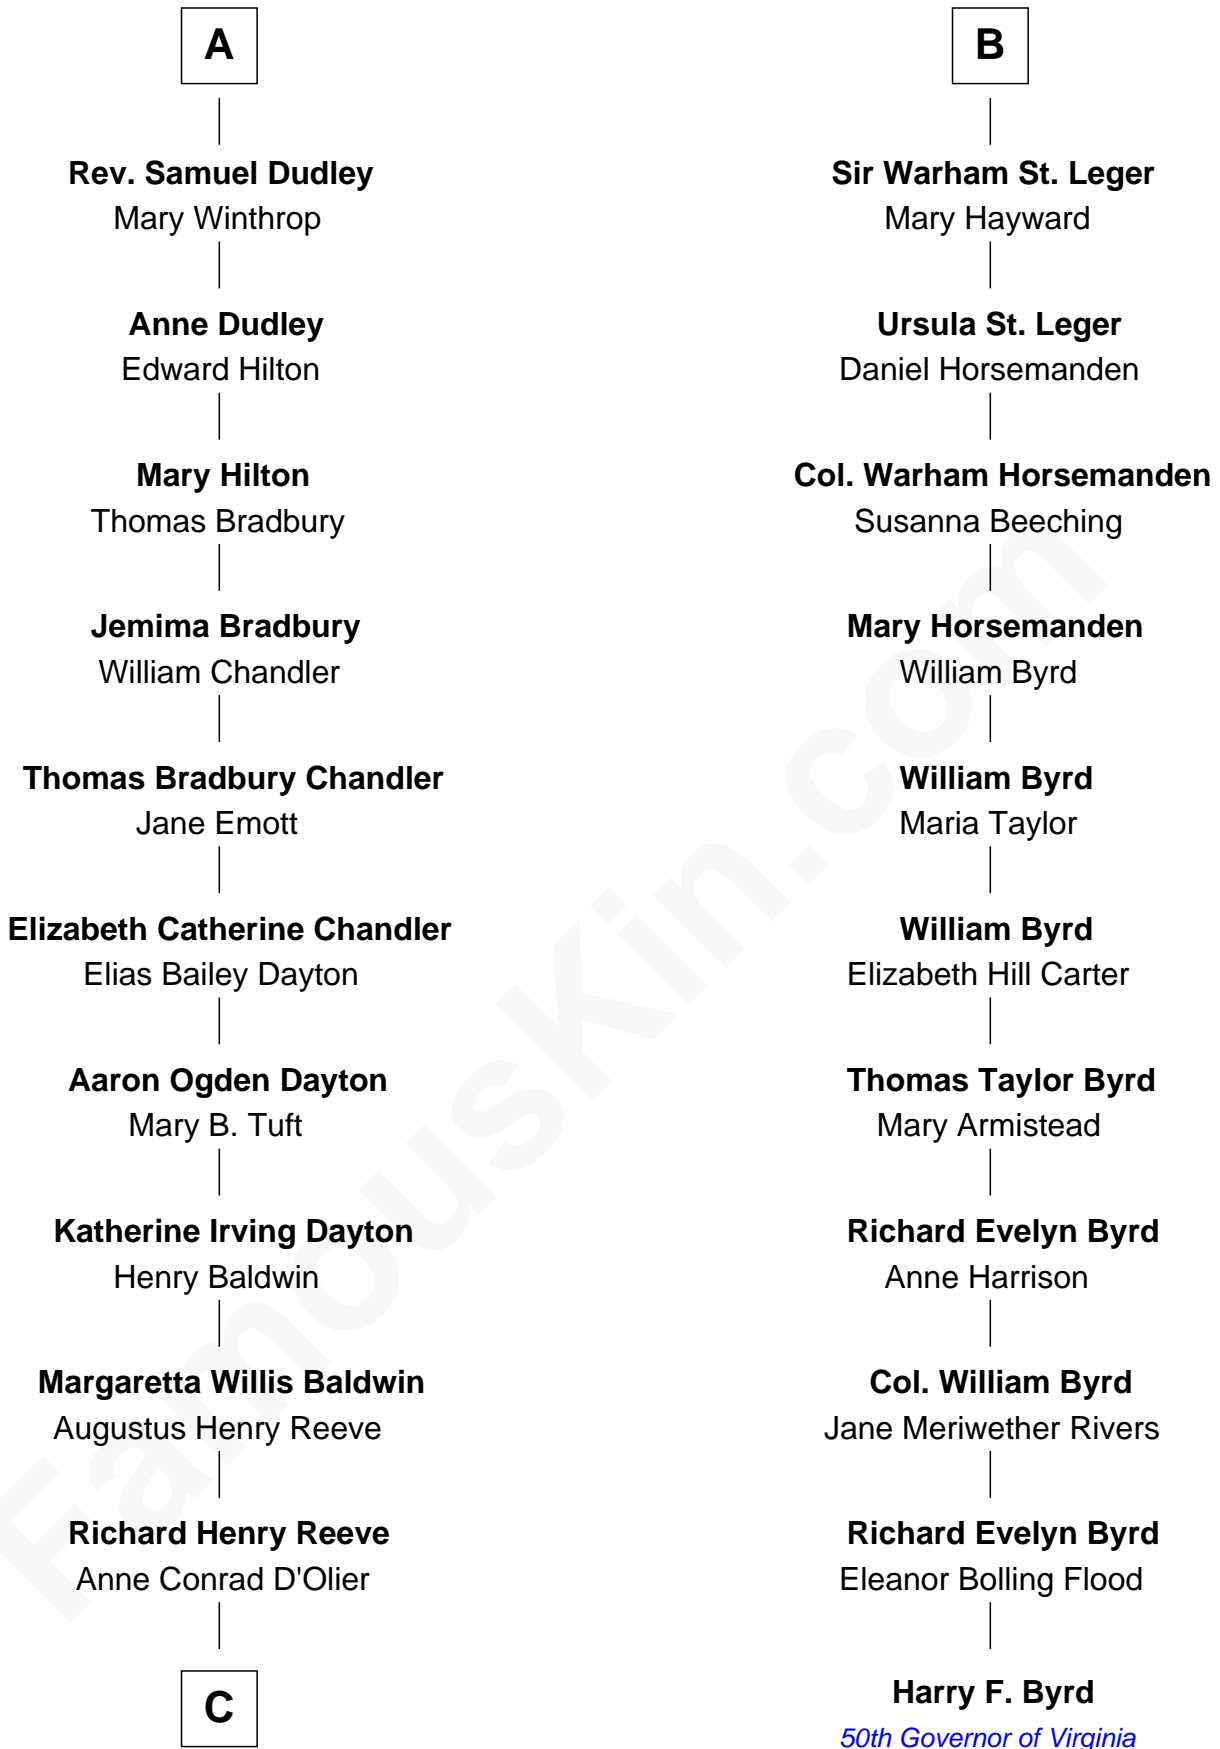 A
Rev. Samuel Dudley
Mary Winthrop
Anne Dudley
Edward Hilton
Mary Hilton
Thomas Bradbury
Jemima Bradbury
William Chandler
Thomas Bradbury Chandler
Jane Emott
Elizabeth Catherine Chandler
Elias Bailey Dayton
Aaron Ogden Dayton
Mary B. Tuft
Katherine Irving Dayton
Henry Baldwin
Margaretta Willis Baldwin
Augustus Henry Reeve
Richard Henry Reeve
Anne Conrad D'Olier
C
B
Sir Warham St. Leger
Mary Hayward
Ursula St. Leger
Daniel Horsemanden
Col. Warham Horsemanden
Susanna Beeching
Mary Horsemanden
William Byrd
William Byrd
Maria Taylor
William Byrd
Elizabeth Hill Carter
Thomas Taylor Byrd
Mary Armistead
Richard Evelyn Byrd
Anne Harrison
Col. William Byrd
Jane Meriwether Rivers
Richard Evelyn Byrd
Eleanor Bolling Flood
Harry F. Byrd
50th Governor of Virginia
FamousKin.com